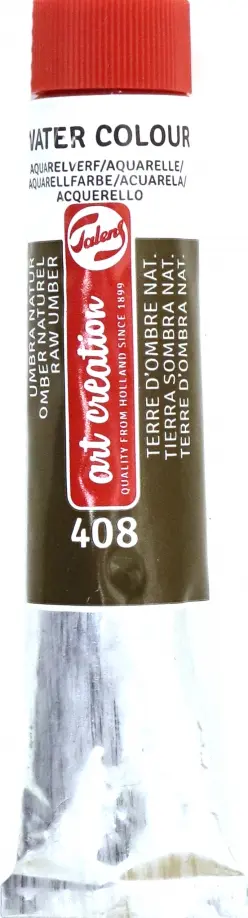 WATER COLOUR
AQUARELVERF/AQUARELLE/
AQUARELLFARBE/ACUARELA/
ACQUERELLO
Talens
art creation
QUALITY FROM HOLLAND SINCE 1899
UMBRA NATUR
OMBER NATUREL
RAW UMBER
TERRE D'OMBRE NAT.
TIERRA SOMBRA NAT.
TERRA D'OMBRA NAT.
408